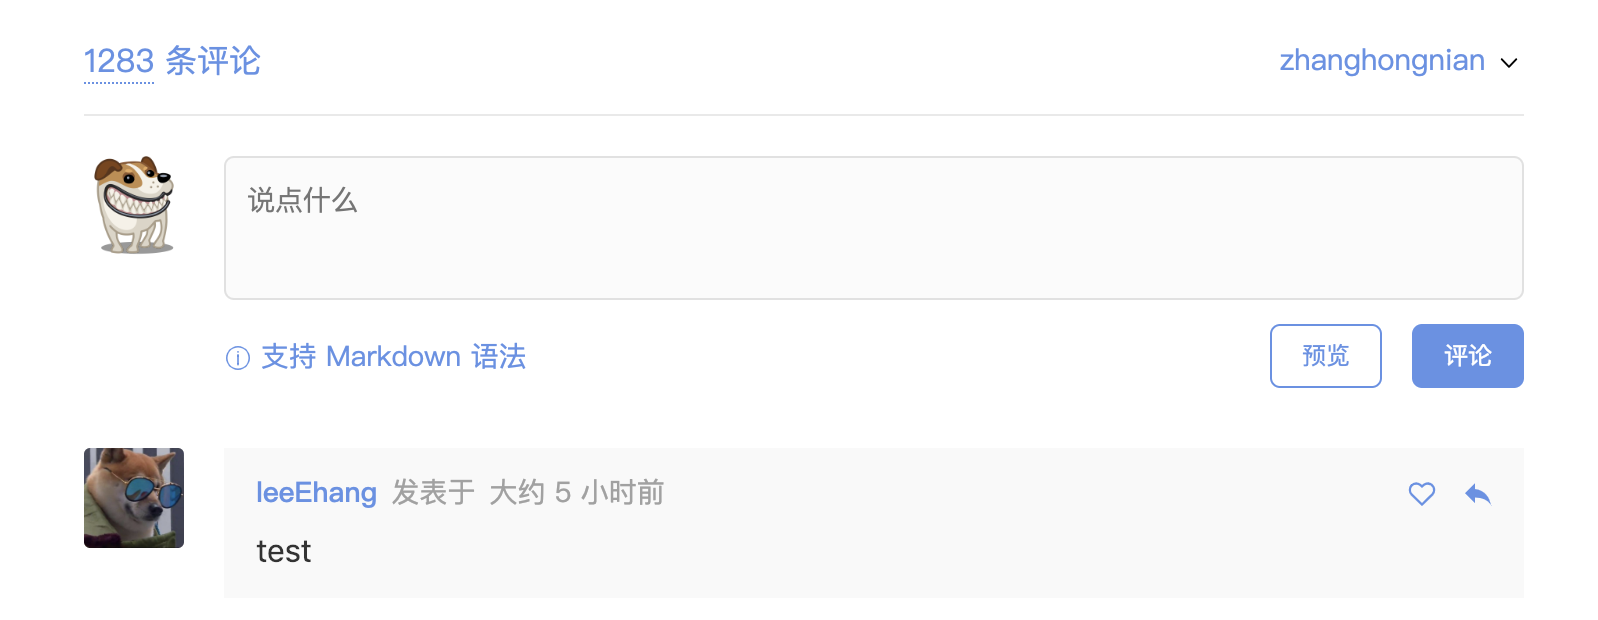 1283 条评论
zhanghongnian
说点什么
支持 Markdown 语法
预览
评论
leeEhang 发表于 大约 5 小时前
test